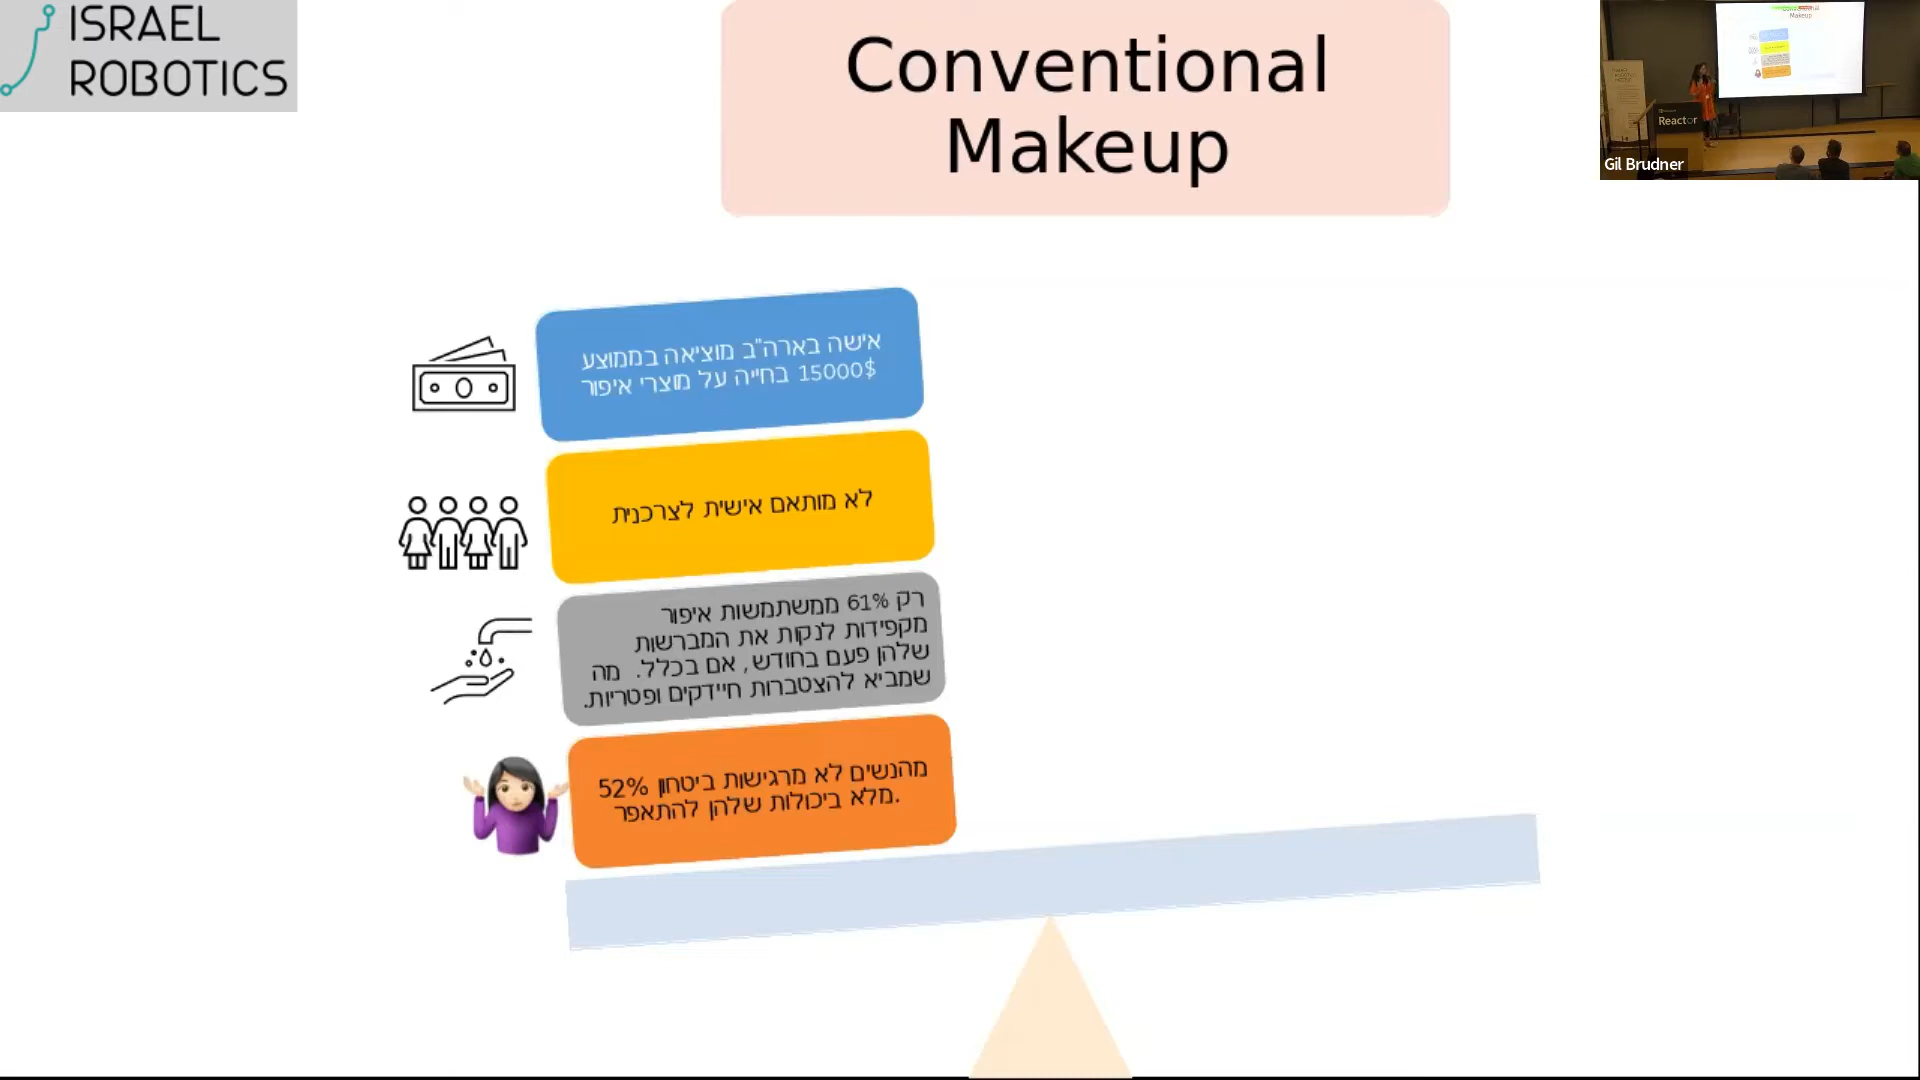 ISRAEL
ROBOTICS
Conventional
Makeup
Reactor
Gil Brudner
אישה בארה"ב מוציאה בממוצע
15000$ בחייה על מוצרי איפור
לא מותאם אישית לצרכנית
רק 61% ממשתמשות איפור
מקפידות לנקות את המברשות
שלהן פעם בחודש, אם בכלל. מה
שמביא להצטברות חיידקים ופטריות.
52% מהנשים לא מרגישות ביטחון
מלא ביכולות שלהן להתאפר.